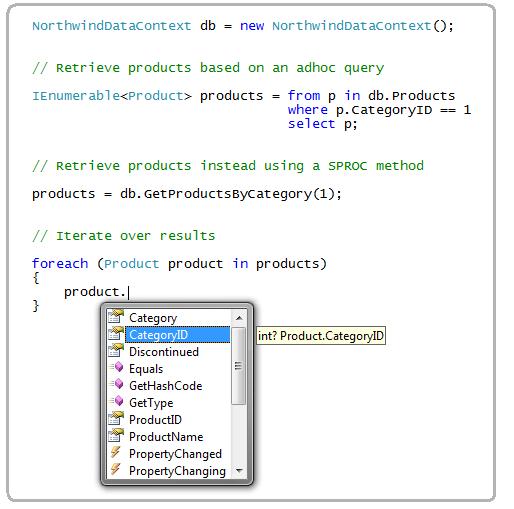 NorthwindDataContext db = new NorthwindDataContext();
// Retrieve products based on an adhoc query
IEnumerable<Product> products = from p in db.Products
where p.CategoryID == 1
select p;
// Retrieve products instead using a SPROC method
products = db.GetProductsByCategory(1);
// Iterate over results
foreach (Product product in products)
{
product.
}
Category
CategoryID
int? Product.CategoryID
Discontinued
Equals
GetHashCode
GetType
ProductID
ProductName
PropertyChanged
PropertyChanging